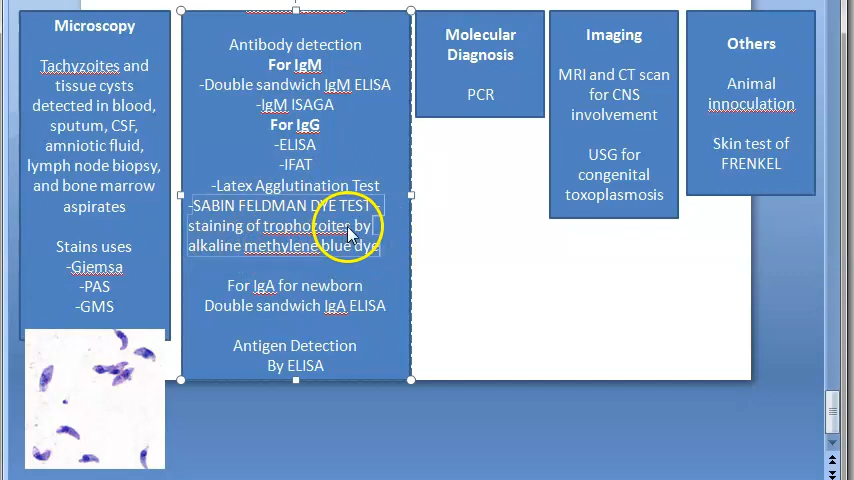 Microscopy
Tachyzoites and
tissue cysts
detected in blood,
sputum, CSF,
amniotic fluid,
lymph node biopsy,
and bone marrow
aspirates
Stains uses
-Giemsa
-PAS
-GMS
Antibody detection
For IgM
-Double sandwich IgM ELISA
-IgM ISAGA
For IgG
-ELISA
-IFAT
-Latex Agglutination Test
-SABIN FELDMAN DYE TEST -
staining of trophozoites by
alkaline methylene blue dye
For IgA for newborn
Double sandwich IgA ELISA
Antigen Detection
By ELISA
Molecular
Diagnosis
PCR
Imaging
MRI and CT scan
for CNS
involvement
USG for
congenital
toxoplasmosis
Others
Animal
innoculation
Skin test of
FRENKEL